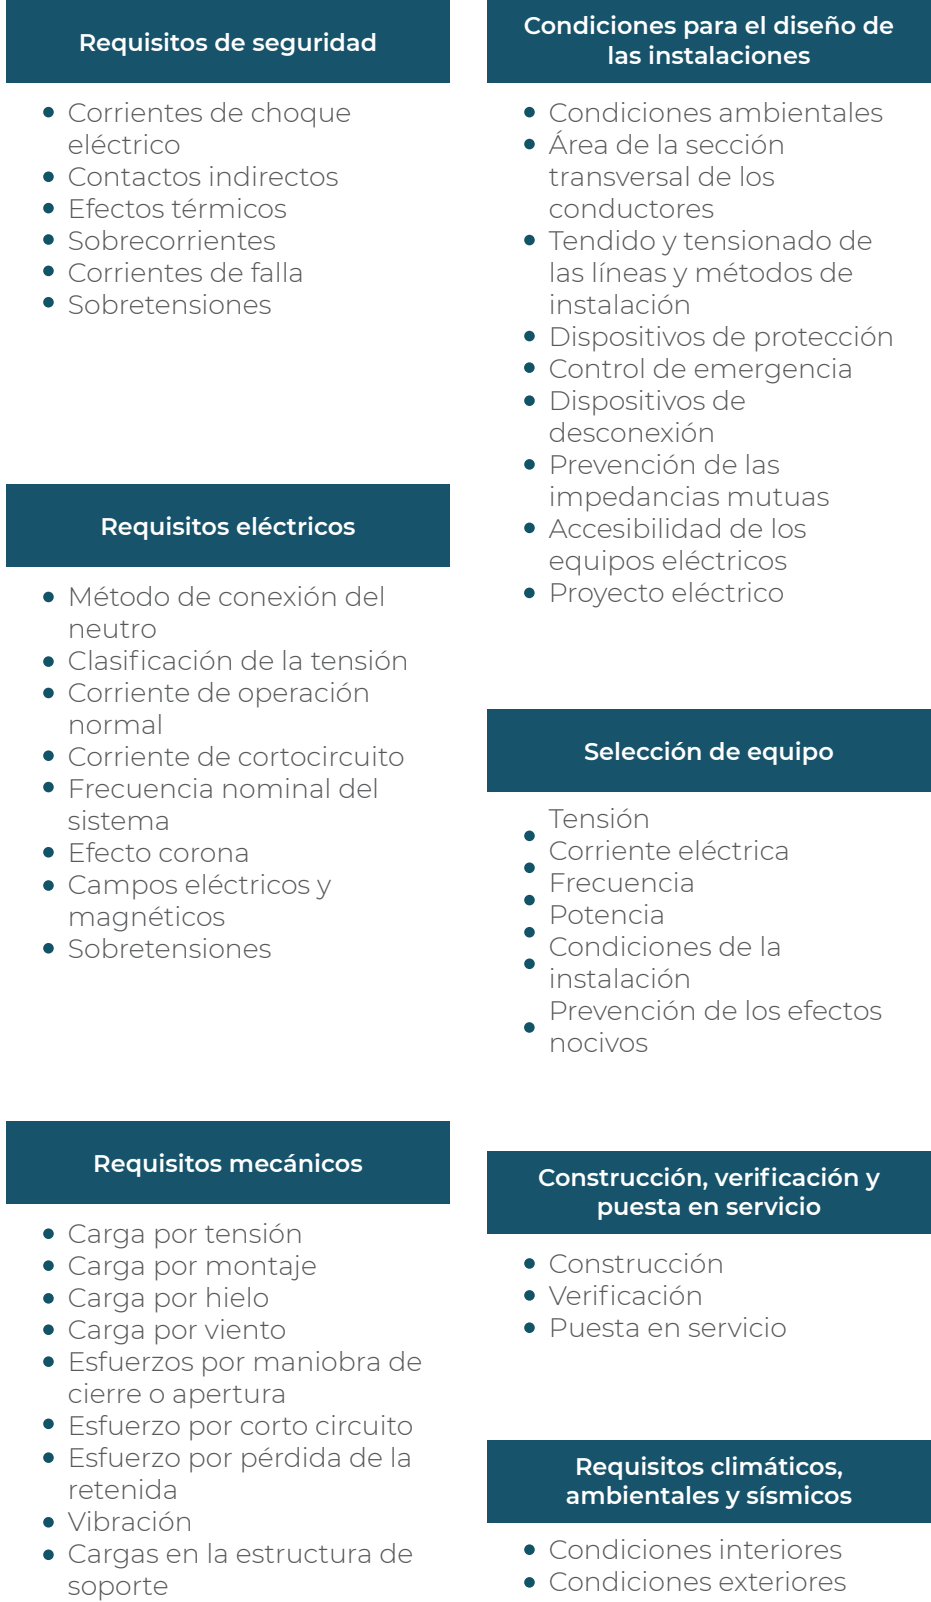 Requisitos de seguridad
• Corrientes de choque
eléctrico
• Contactos indirectos
• Efectos térmicos
• Sobrecorrientes
• Corrientes de falla
• Sobretensiones
Requisitos eléctricos
• Método de conexión del
neutro
• Clasificación de la tensión
• Corriente de operación
normal
• Corriente de cortocircuito
• Frecuencia nominal del
sistema
• Efecto corona
• Campos eléctricos y
magnéticos
• Sobretensiones
Requisitos mecánicos
• Carga por tensión
• Carga por montaje
• Carga por hielo
• Carga por viento
• Esfuerzos por maniobra de
cierre o apertura
• Esfuerzo por corto circuito
• Esfuerzo por pérdida de la
retenida
• Vibración
• Cargas en la estructura de
soporte
Condiciones para el diseño de
las instalaciones
• Condiciones ambientales
• Área de la sección
transversal de los
conductores
• Tendido y tensionado de
las líneas y métodos de
instalación
• Dispositivos de protección
• Control de emergencia
• Dispositivos de
desconexión
• Prevención de las
impedancias mutuas
• Accesibilidad de los
equipos eléctricos
• Proyecto eléctrico
Selección de equipo
• Tensión
• Corriente eléctrica
• Frecuencia
• Potencia
• Condiciones de la
instalación
• Prevención de los efectos
nocivos
Construcción, verificación y
puesta en servicio
• Construcción
• Verificación
• Puesta en servicio
Requisitos climáticos,
ambientales y sísmicos
• Condiciones interiores
• Condiciones exteriores